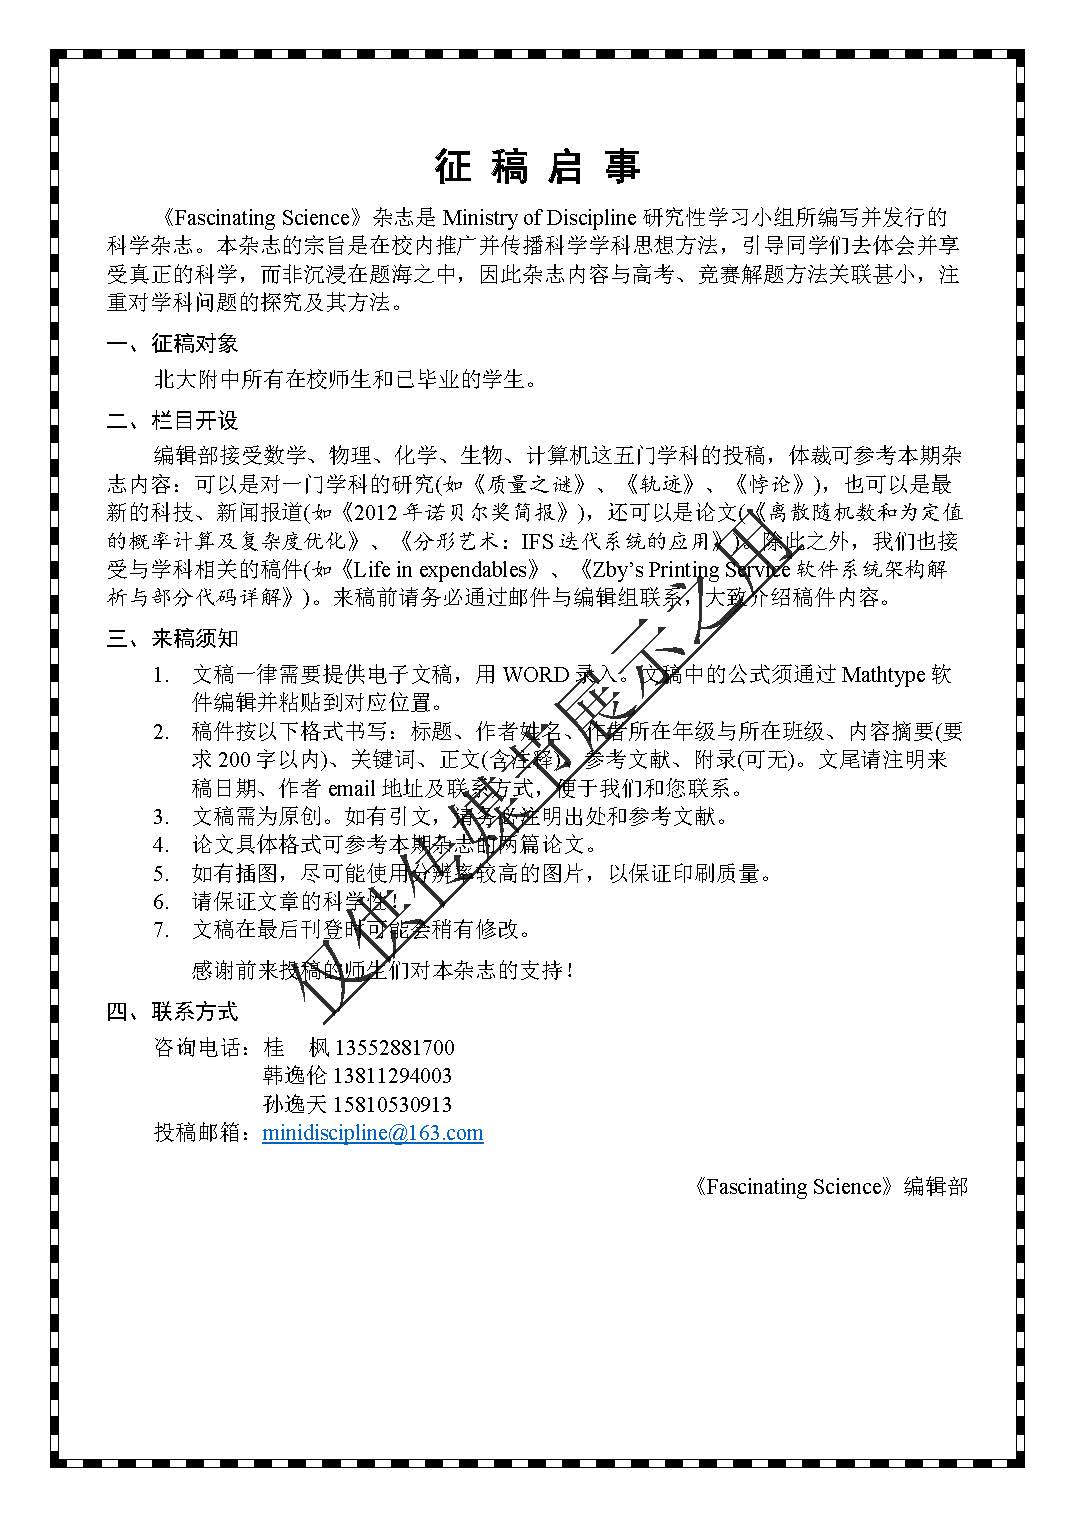 征 稿 启 事
《Fascinating Science》杂志是 Ministry of Discipline 研究性学习小组所编写并发行的
科学杂志。本杂志的宗旨是在校内推广并传播科学学科思想方法，引导同学们去体会并享
受真正的科学，而非沉浸在题海之中，因此杂志内容与高考、竞赛解题方法关联甚小，注
重对学科问题的探究及其方法。
一、征稿对象
北大附中所有在校师生和已毕业的学生。
二、栏目开设
编辑部接受数学、物理、化学、生物、计算机这五门学科的投稿，体裁可参考本期杂
志内容：可以是对一门学科的研究(如《质量之谜》、《轨迹》、《悖论》)，也可以是最
新的科技、新闻报道(如《2012 年诺贝尔奖简报》)，还可以是论文(《离散随机数和为定值
的概率计算及复杂度优化》、《分形艺术：IFS 迭代系统的应用》)。除此之外，我们也接
受与学科相关的稿件(如《Life in expendables》、《Zby’s Printing Service 软件系统架构解
析与部分代码详解》)。来稿前请务必通过邮件与编辑组联系，大致介绍稿件内容。
三、来稿须知
1. 文稿一律需要提供电子文稿，用 WORD 录入。文稿中的公式须通过 Mathtype 软
件编辑并粘贴到对应位置。
2. 稿件按以下格式书写：标题、作者姓名、作者所在年级与所在班级、内容摘要(要
求 200 字以内)、关键词、正文(含注释)、参考文献、附录(可无)。文尾请注明来
稿日期、作者 email 地址及联系方式，便于我们和您联系。
3. 文稿需为原创。如有引文，请务必注明出处和参考文献。
4. 论文具体格式可参考本期杂志的两篇论文。
5. 如有插图，尽可能使用分辨率较高的图片，以保证印刷质量。
6. 请保证文章的科学性！
7. 文稿在最后刊登时可能会稍有修改。
感谢前来投稿的师生们对本杂志的支持！
四、联系方式
咨询电话：桂 枫 13552881700
韩逸伦 13811294003
孙逸天 15810530913
投稿邮箱：minidiscipline@163.com
《Fascinating Science》编辑部
仅供传媒节展示之用